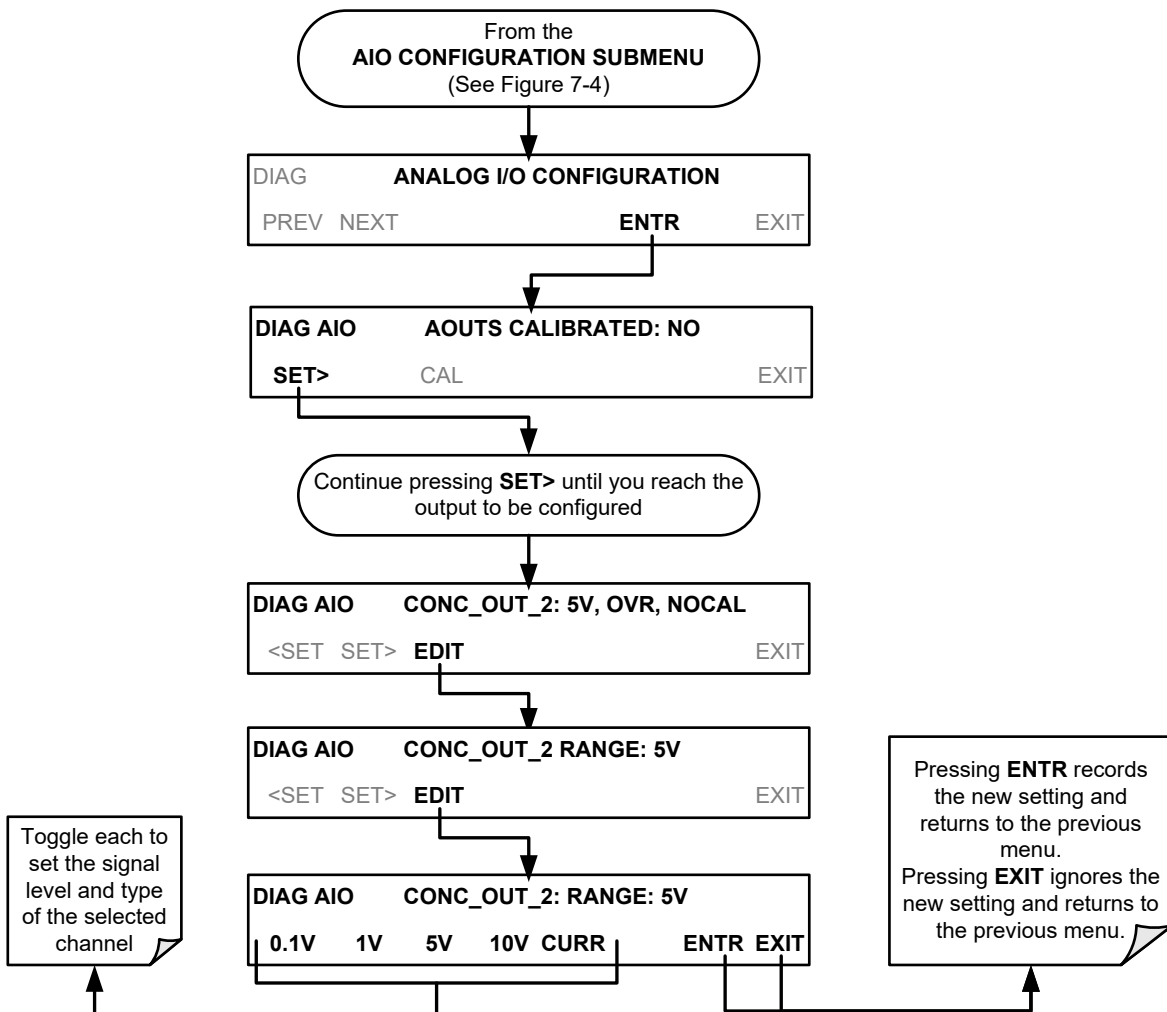 From the
AIO CONFIGURATION SUBMENU
(See Figure 7-4)
DIAG ANALOG I/O CONFIGURATION
PREV NEXT ENTR EXIT
DIAG AIO AOUTS CALIBRATED: NO
SET> CAL EXIT
Continue pressing SET> until you reach the
output to be configured
DIAG AIO CONC_OUT_2: 5V, OVR, NOCAL
<SET SET> EDIT EXIT
DIAG AIO CONC_OUT_2 RANGE: 5V
<SET SET> EDIT EXIT
Toggle each to
set the signal
level and type
of the selected
channel
DIAG AIO CONC_OUT_2: RANGE: 5V
0.1V 1V 5V 10V CURR ENTR EXIT
Pressing ENTR records
the new setting and
returns to the previous
menu.
Pressing EXIT ignores the
new setting and returns to
the previous menu.